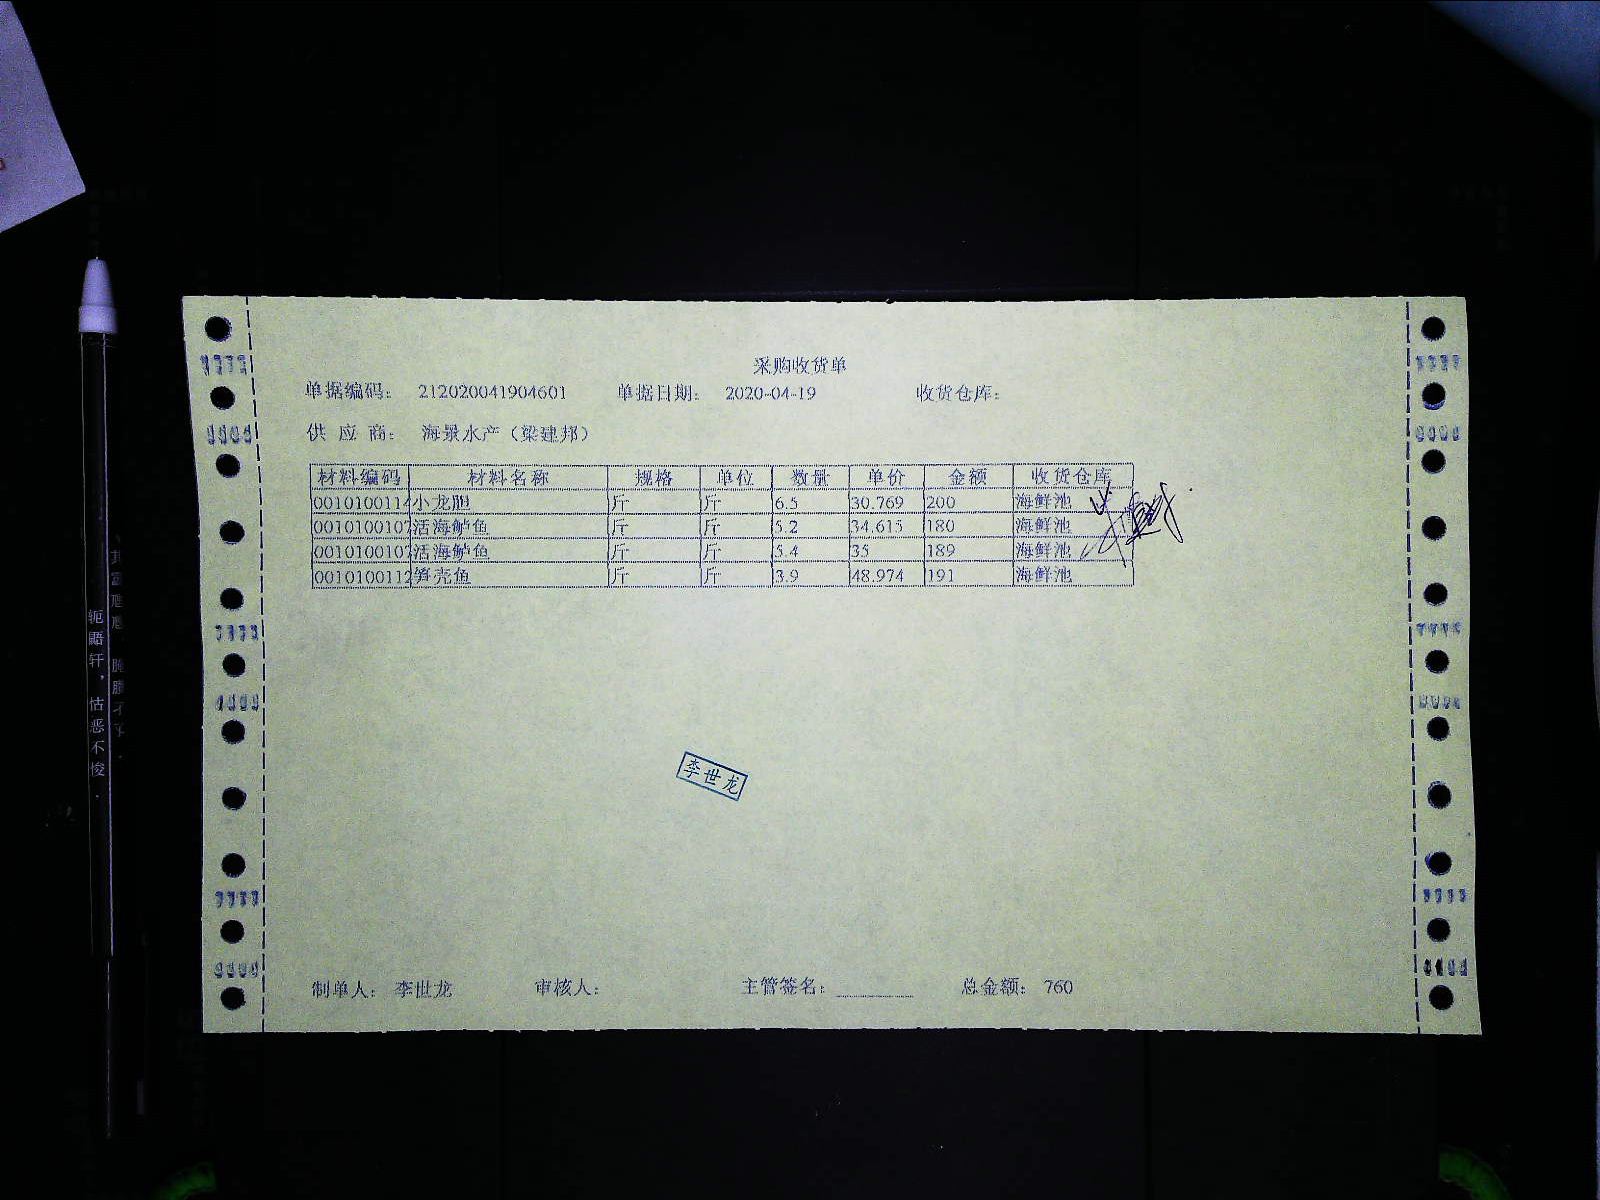 采购收货单
单据编码： 212020041904601 单据日期： 2020-04-19 收货仓库：
供 应 商： 海景水产（梁建邦）
材料编码 材料名称 规格 单位 数量 单价 金额 收货仓库
0010100114 小龙胆 斤 斤 6.5 30.769 200 海鲜池
0010100107 活海鲈鱼 斤 斤 5.2 34.615 180 海鲜池
0010100107 活海鲈鱼 斤 斤 5.4 35 189 海鲜池
0010100112 笋壳鱼 斤 斤 3.9 48.974 191 海鲜池
李世龙
制单人： 李世龙 审核人： 主管签名： 总金额： 760